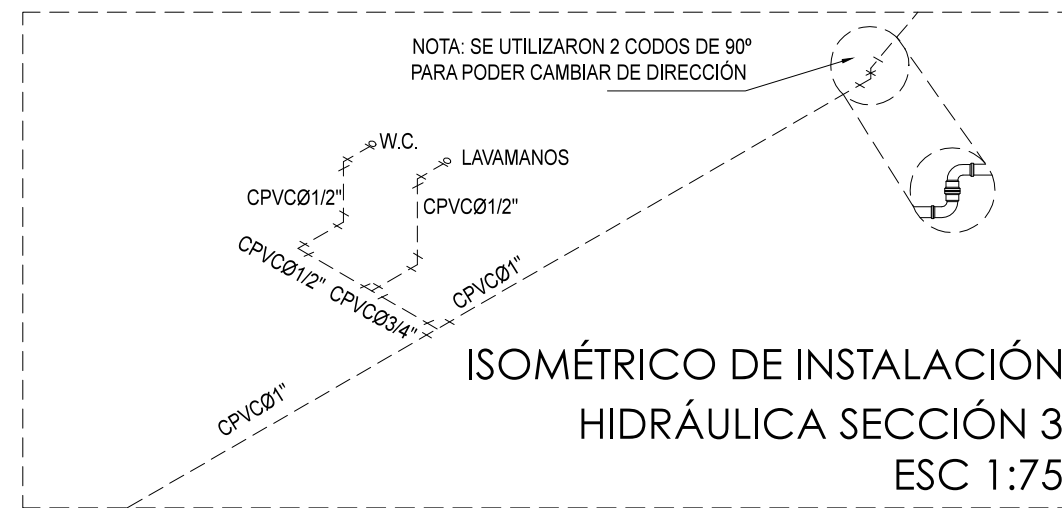 NOTA: SE UTILIZARON 2 CODOS DE 90º
PARA PODER CAMBIAR DE DIRECCIÓN
W.C.
LAVAMANOS
CPVCØ1/2"
CPVCØ1/2"
CPVCØ1/2"
CPVCØ3/4"
CPVCØ1"
CPVCØ1"
ISOMÉTRICO DE INSTALACIÓN
HIDRÁULICA SECCIÓN 3
ESC 1:75